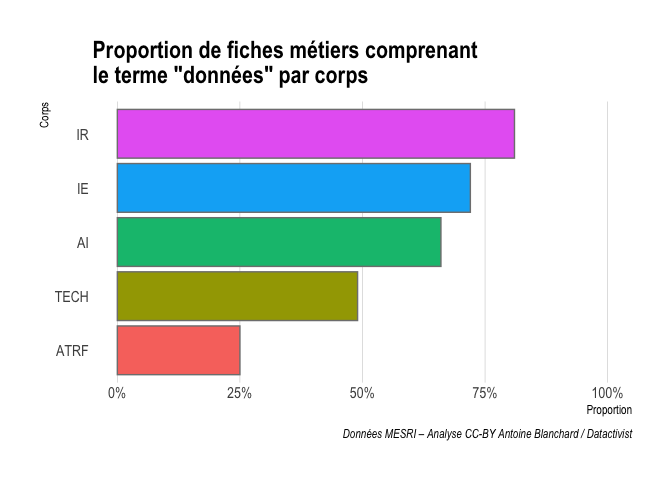 Proportion de fiches métiers comprenant
le terme "données" par corps
Corps
IR
IE
AI
TECH
ATRF
0% 25% 50% 75% 100%
Proportion
Données MESRI – Analyse CC-BY Antoine Blanchard / Datactivist